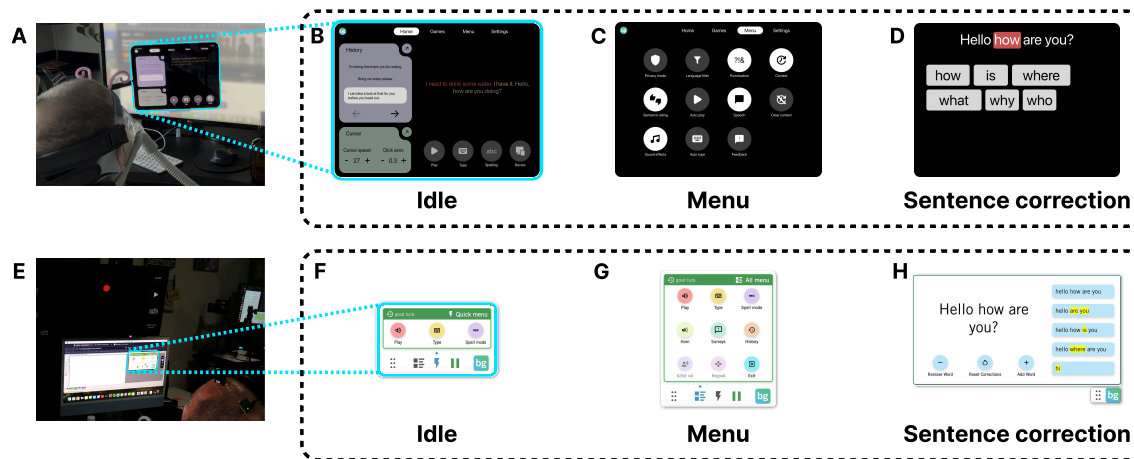 A
B
bg
Home Games Menu Settings
History
I'm doing fine thank you for asking.
Bring me water please.
I can take a look at that for you
before you head out.
I need to drink some water. I have it. Hello,
how are you doing?
Cursor
Cursor speed Click sens
- 27 + - 0.3 +
Play Type Spelling Device
Idle
C
bg
Home Games Menu Settings
?!&
Privacy mode Language filter Punctuation Context
Sentence rating Auto play Speech Clear context
Sound effects Auto type Feedback
Menu
D
Hello how are you?
how is where
what why who
Sentence correction
E
F
good luck Quick menu
Play Type Spell mode
bg
Idle
G
good luck All menu
Play Type Spell mode
Horn Surveys History
Keypad Exit
bg
Menu
H
Hello how are
you?
Remove Word Reset Corrections Add Word
hello how are you
hello are you
hello how is you
hello where are you
hi
bg
Sentence correction